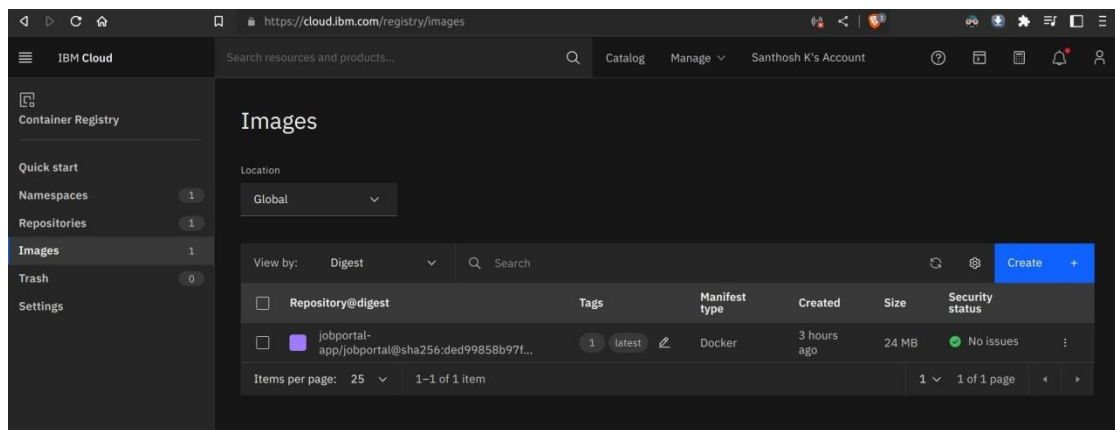 https://cloud.ibm.com/registry/images
IBM Cloud
Search resources and products...
Catalog
Manage
Santhosh K's Account
Container Registry
Quick start
Namespaces 1
Repositories 1
Images 1
Trash 0
Settings
Images
Location
Global
View by: Digest
Search
Create +
Repository@digest Tags Manifest type Created Size Security status
jobportal-
app/jobportal@sha256:ded99858b97f... 1 latest Docker 3 hours ago 24 MB No issues
Items per page: 25 1–1 of 1 item 1 1 of 1 page